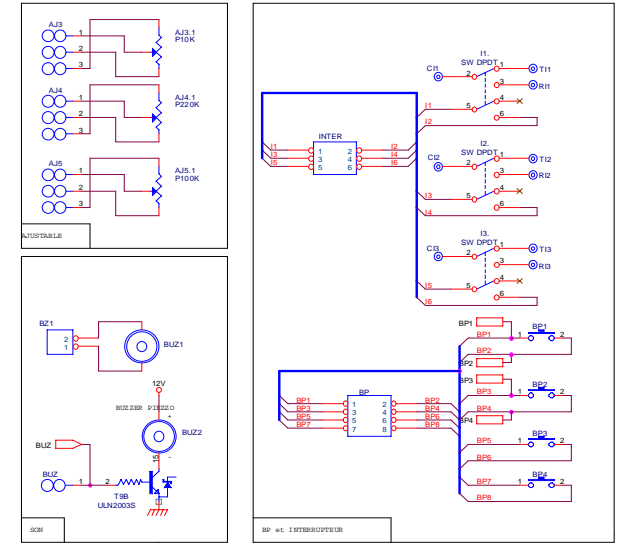 AJ3
1
2
3
AJ3.1
P10K
AJ4
1
2
3
AJ4.1
P220K
AJ5
1
2
3
AJ5.1
P100K
AJUSTABLE
BZ1
2
1
BUZ1
12V
BUZZER PIEZZO
+
BUZ2
-
15
BUZ
BUZ
1
2
T9B
ULN2003S
SON
I1.
SW DPDT
CI1
1
TI1
2
3
RI1
4
I1
5
I2
6
INTER
I1
1
2
I2
I3
3
4
I4
I5
5
6
I6
I2.
SW DPDT
CI2
1
TI2
2
3
RI2
4
I3
5
I4
6
I3.
SW DPDT
CI3
1
TI3
2
3
RI3
4
I5
5
I6
6
BP1
BP1
BP1
1
2
BP2
BP2
BP3
BP2
BP3
1
2
BP4
BP4
BP
BP1
1
2
BP2
BP3
3
4
BP4
BP5
5
6
BP6
BP7
7
8
BP8
BP3
BP5
1
2
BP6
BP4
BP7
1
2
BP8
BP et INTERRUPTEUR